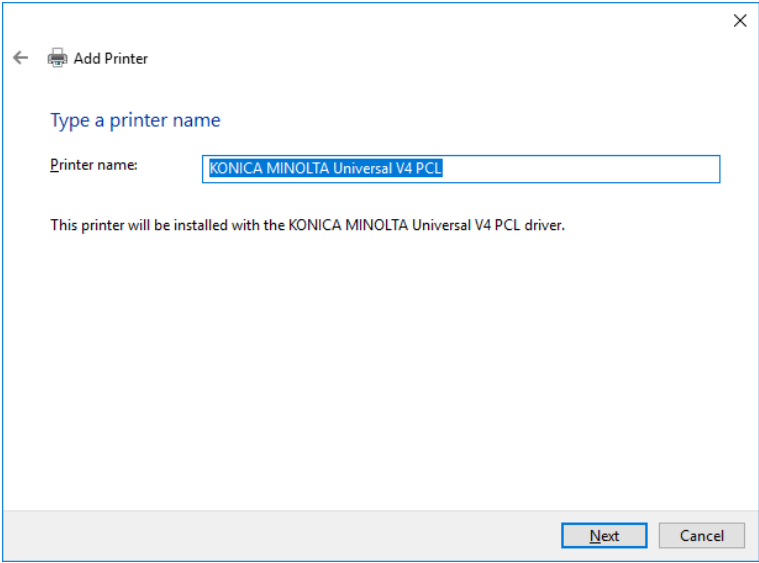 Add Printer
Type a printer name
Printer name: KONICA MINOLTA Universal V4 PCL
This printer will be installed with the KONICA MINOLTA Universal V4 PCL driver.
Next Cancel